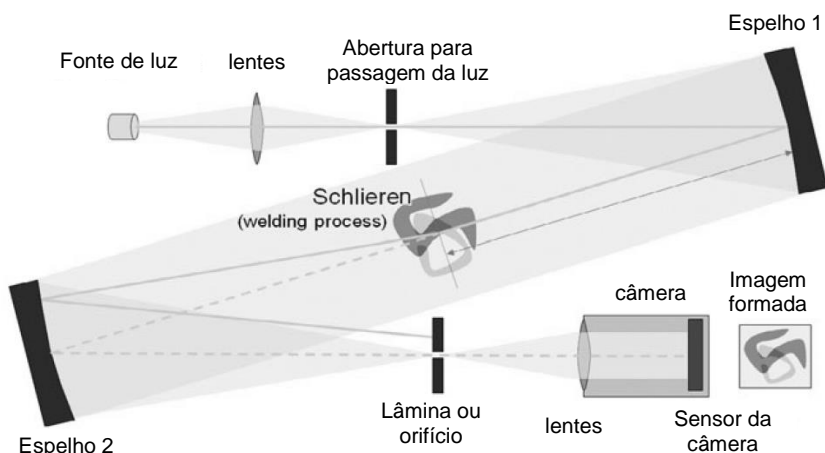 Espelho 1
Fonte de luz
lentes
Abertura para
passagem da luz
Schlieren
(welding process)
câmera
Imagem
formada
Lâmina ou
orifício
lentes
Sensor da
câmera
Espelho 2